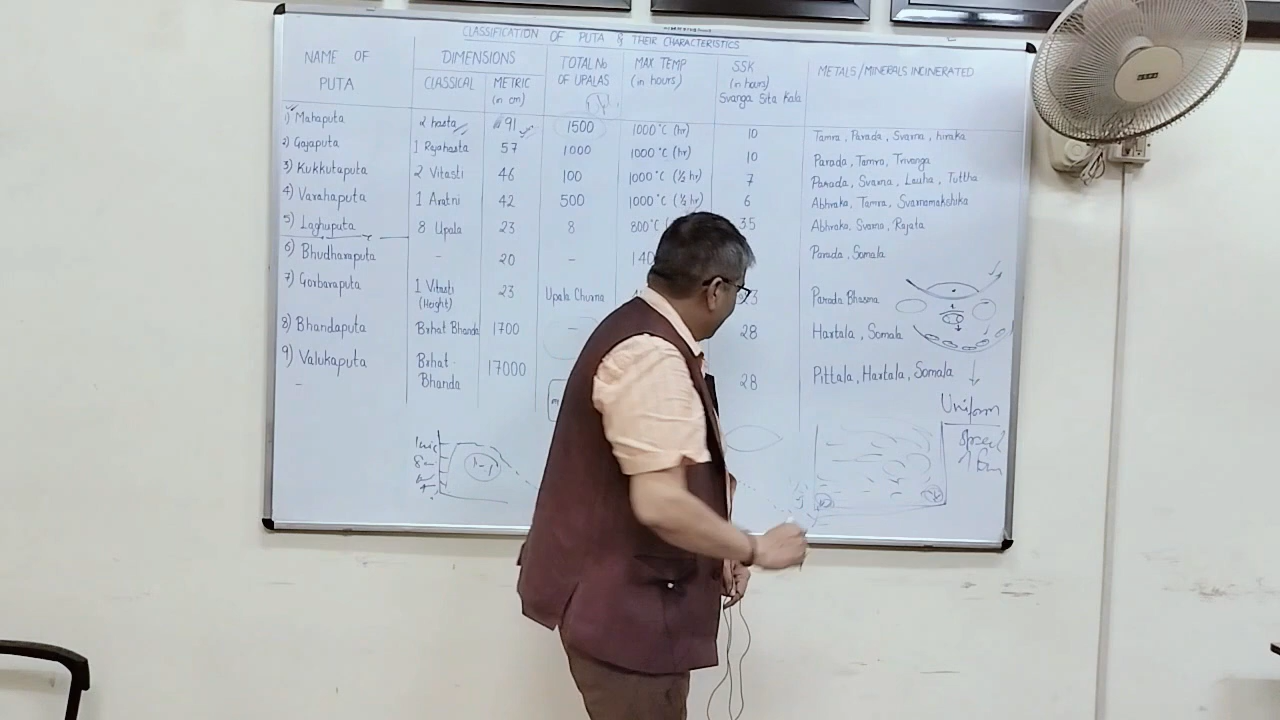 CLASSIFICATION OF PUTA & THEIR CHARACTERISTICS
NAME OF PUTA
DIMENSIONS
CLASSICAL
METRIC (in cm)
TOTAL No OF UPALAS
MAX TEMP (in hours)
SSK (in hours) Svanga Sita Kala
METALS/MINERALS INCINERATED
1) Mahaputa 2 hasta 91 1500 1000°C (hr) 10 Tamra, Parada, Svarna, hiraka
2) Gajaputa 1 Rajahasta 57 1000 1000°C (hr) 10 Parada, Tamra, Trivanga
3) Kukkutaputa 2 Vitasti 46 100 1000°C (½ hr) 7 Parada, Svarna, Lauha, Tuttha
4) Varahaputa 1 Aratni 42 500 1000°C (½ hr) 6 Abhraka, Tamra, Svarnamakshika
5) Laghuputa 8 Upala 23 8 800°C 35 Abhraka, Svarna, Rajata
6) Bhudharaputa - 20 - 140 Parada, Somala
7) Gorbaraputa 1 Vitasti (Height) 23 Upala Churna Parada Bhasma
8) Bhandaputa Brhat Bhanda 1700 - 28 Hartala, Somala
9) Valukaputa Brhat Bhanda 17000 28 Pittala, Hartala, Somala
Uniform